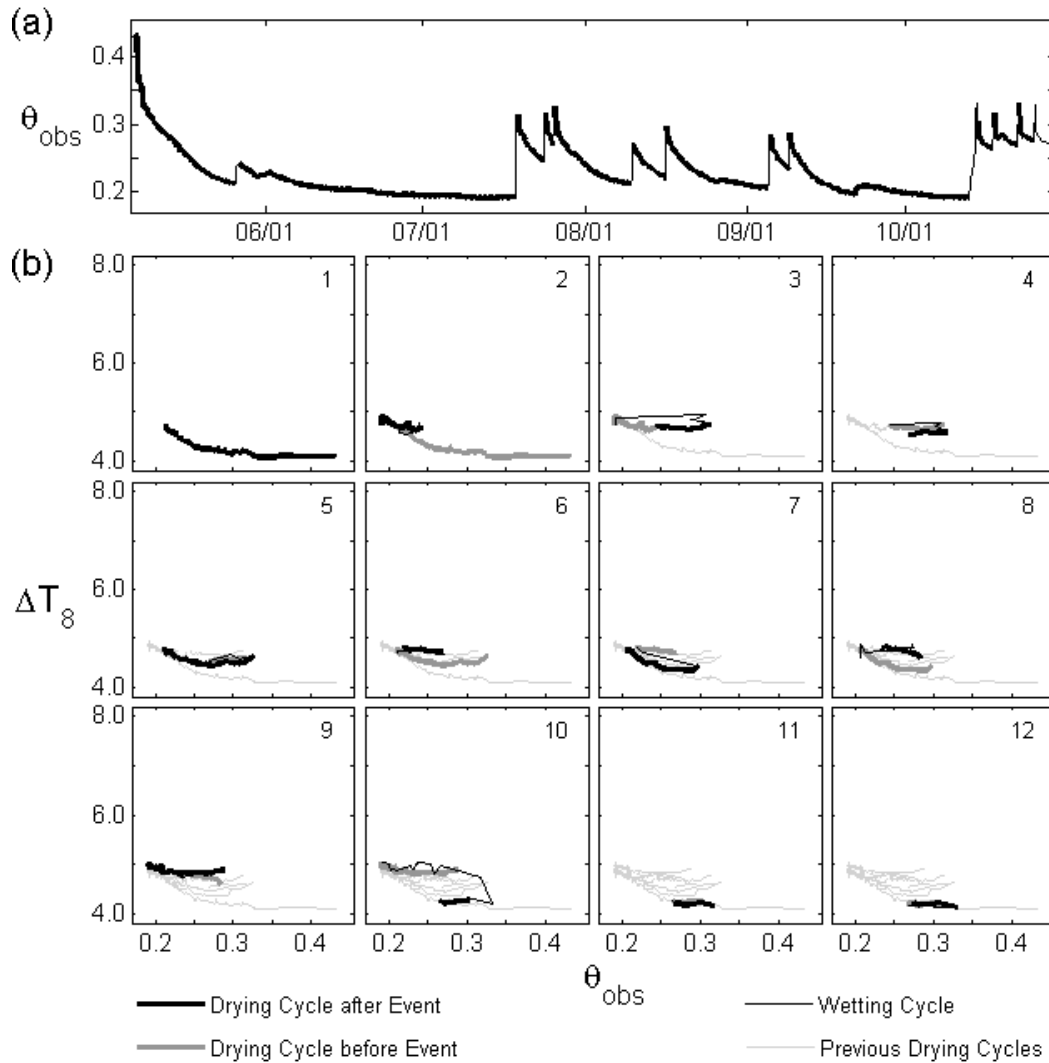 (a)
0.4
θobs
0.3
0.2
06/01 07/01 08/01 09/01 10/01
(b)
8.0
1 2 3 4
6.0
4.0
8.0
5 6 7 8
ΔT8
6.0
4.0
8.0
9 10 11 12
6.0
4.0
0.2 0.3 0.4 0.2 0.3 0.4 0.2 0.3 0.4 0.2 0.3 0.4
θobs
Drying Cycle after Event Wetting Cycle
Drying Cycle before Event Previous Drying Cycles